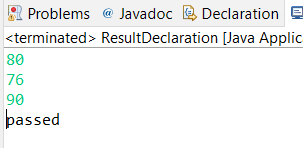 Problems @ Javadoc Declaration
<terminated> ResultDeclaration [Java Applic
80
76
90
passed